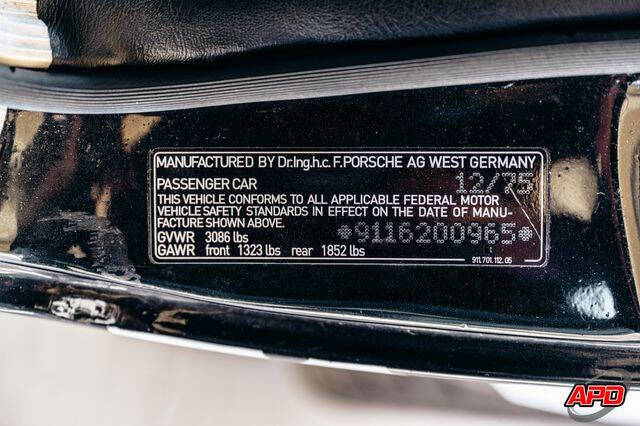 MANUFACTURED BY Dr.Ing.h.c. F.PORSCHE AG WEST GERMANY
PASSENGER CAR 12/75
THIS VEHICLE CONFORMS TO ALL APPLICABLE FEDERAL MOTOR
VEHICLE SAFETY STANDARDS IN EFFECT ON THE DATE OF MANU-
FACTURE SHOWN ABOVE.
GVWR 3086 lbs *9116200965*
GAWR front 1323 lbs rear 1852 lbs 911.701.112.05
APD